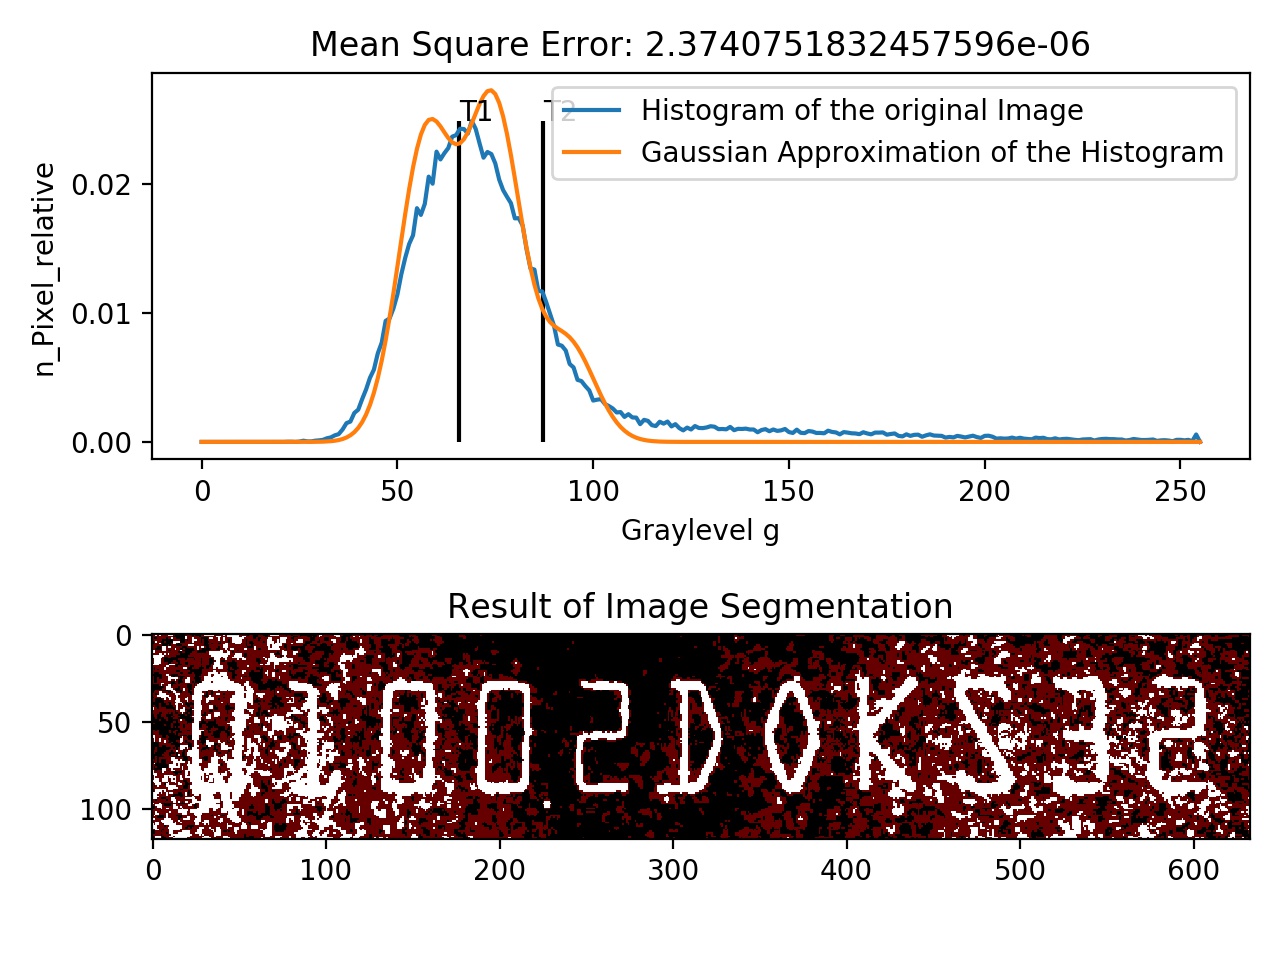 Mean Square Error: 2.3740751832457596e-06
T1
T2
Histogram of the original Image
Gaussian Approximation of the Histogram
n_Pixel_relative
0.02
0.01
0.00
0 50 100 150 200 250
Graylevel g
Result of Image Segmentation
0
50
100
01002DOKS32
0 100 200 300 400 500 600